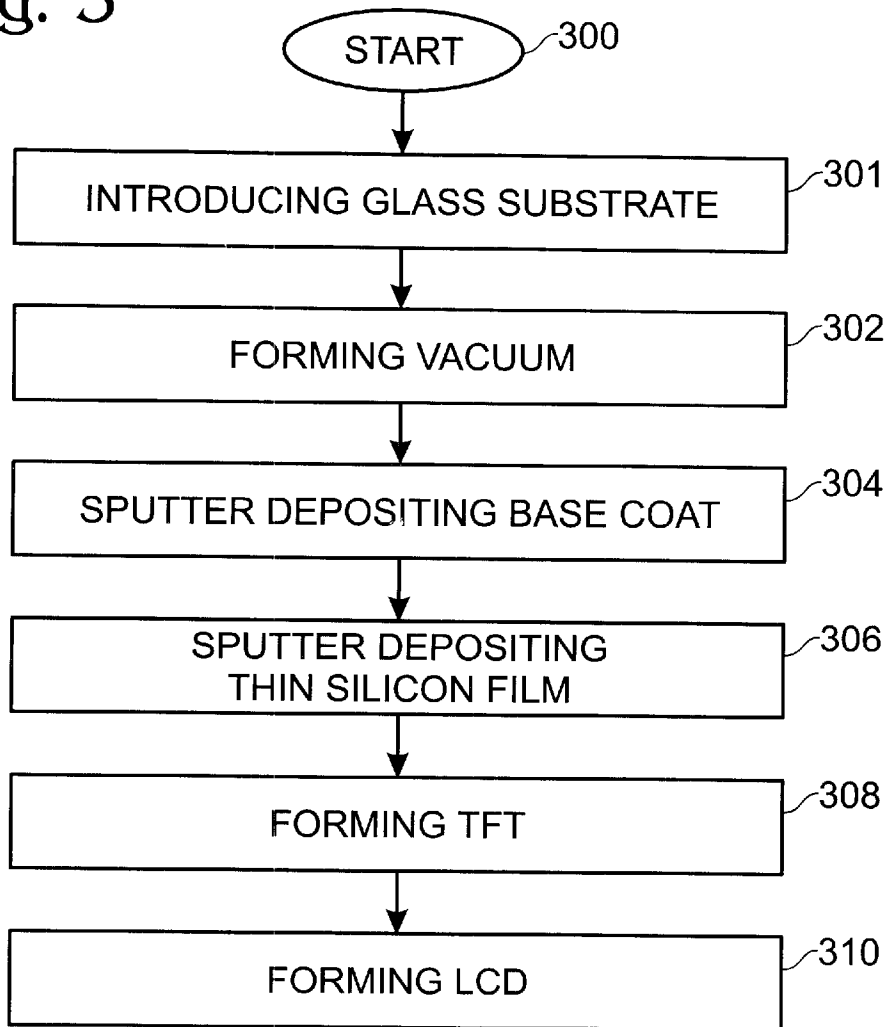 g. 3
START
300
INTRODUCING GLASS SUBSTRATE
301
FORMING VACUUM
302
SPUTTER DEPOSITING BASE COAT
304
SPUTTER DEPOSITING
THIN SILICON FILM
306
FORMING TFT
308
FORMING LCD
310